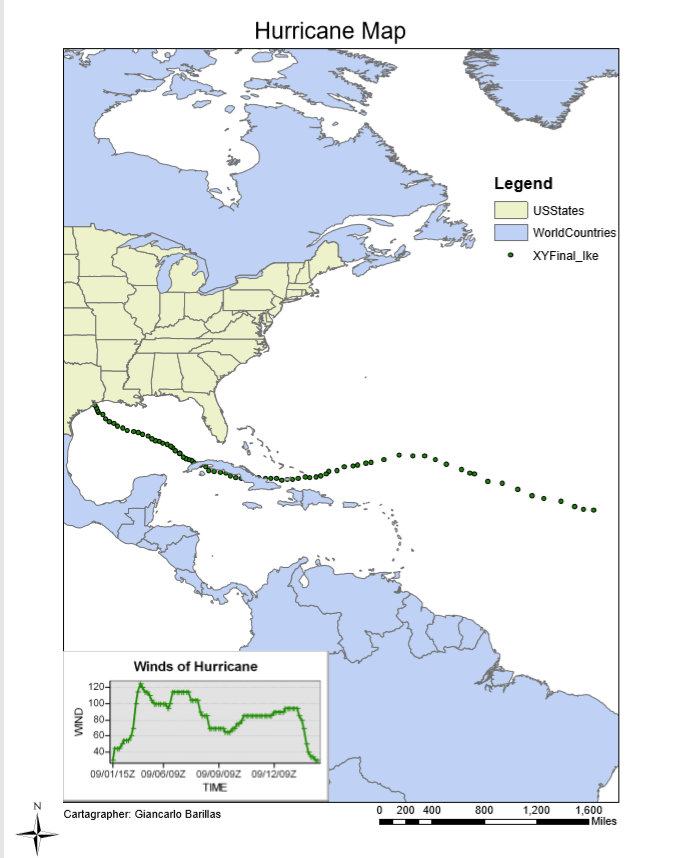 Hurricane Map
Legend
USStates
WorldCountries
XYFinal_Ike
Winds of Hurricane
WIND
120
100
80
60
40
09/01/15Z 09/06/09Z 09/09/09Z 09/12/09Z
TIME
N
Cartagrapher: Giancarlo Barillas
0 200 400 800 1,200 1,600
Miles